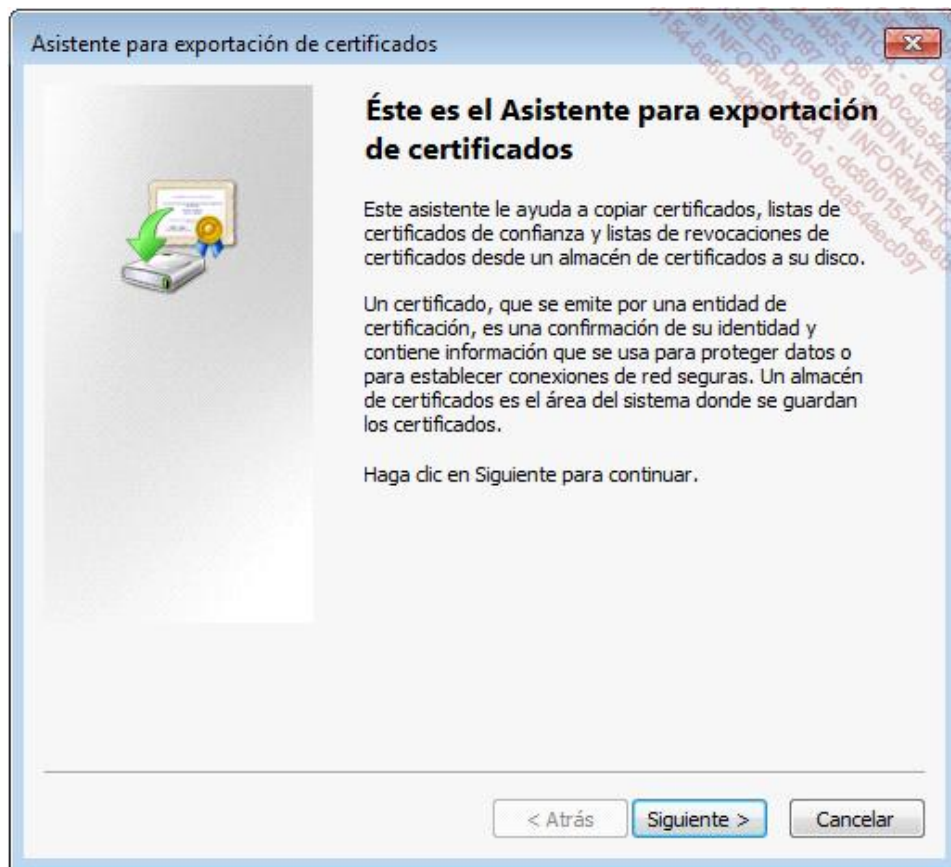 Asistente para exportación de certificados
Éste es el Asistente para exportación
de certificados
Este asistente le ayuda a copiar certificados, listas de
certificados de confianza y listas de revocaciones de
certificados desde un almacén de certificados a su disco.
Un certificado, que se emite por una entidad de
certificación, es una confirmación de su identidad y
contiene información que se usa para proteger datos o
para establecer conexiones de red seguras. Un almacén
de certificados es el área del sistema donde se guardan
los certificados.
Haga clic en Siguiente para continuar.
< Atrás
Siguiente >
Cancelar